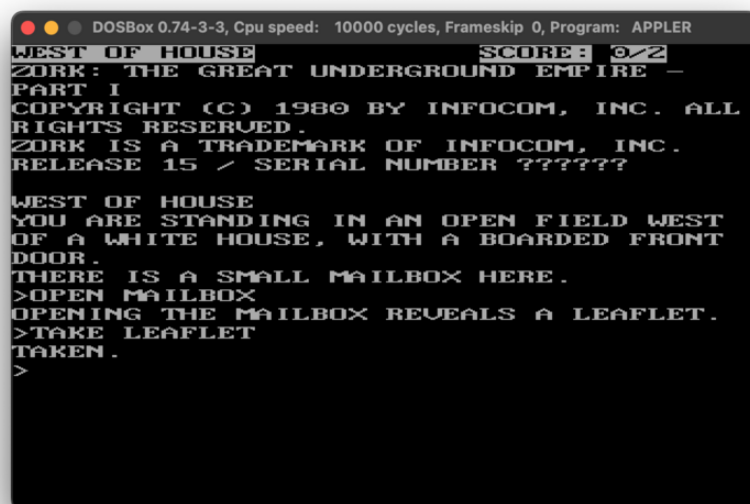 DOSBox 0.74-3-3, Cpu speed: 10000 cycles, Frameskip 0, Program: APPLER
WEST OF HOUSE SCORE: 0/2
ZORK: THE GREAT UNDERGROUND EMPIRE -
PART I
COPYRIGHT (C) 1980 BY INFOCOM, INC. ALL
RIGHTS RESERVED.
ZORK IS A TRADEMARK OF INFOCOM, INC.
RELEASE 15 / SERIAL NUMBER ??????
WEST OF HOUSE
YOU ARE STANDING IN AN OPEN FIELD WEST
OF A WHITE HOUSE, WITH A BOARDED FRONT
DOOR.
THERE IS A SMALL MAILBOX HERE.
>OPEN MAILBOX
OPENING THE MAILBOX REVEALS A LEAFLET.
>TAKE LEAFLET
TAKEN.
>